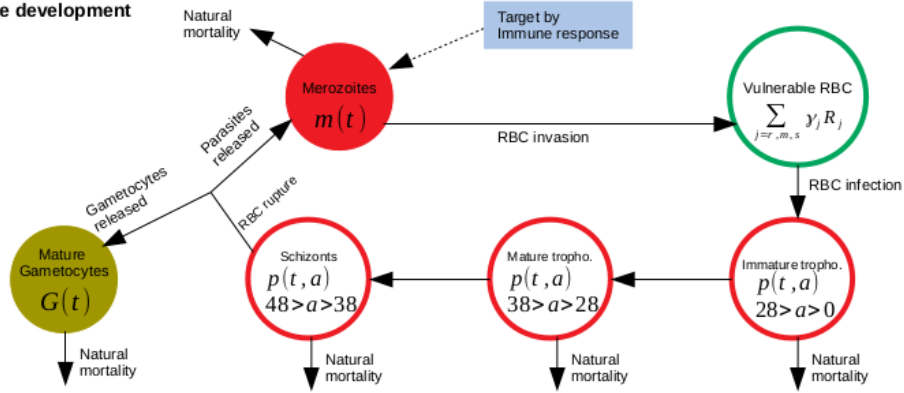 e development
Natural
mortality
Target by
Immune response
Merozoites
m(t)
Vulnerable RBC
∑ γ_j R_j
j=r,m,s
Parasites
released
RBC invasion
RBC infection
Gametocytes
released
RBC rupture
Mature
Gametocytes
G(t)
Schizonts
p(t,a)
48>a>38
Mature tropho.
p(t,a)
38>a>28
Immature tropho.
p(t,a)
28>a>0
Natural
mortality
Natural
mortality
Natural
mortality
Natural
mortality